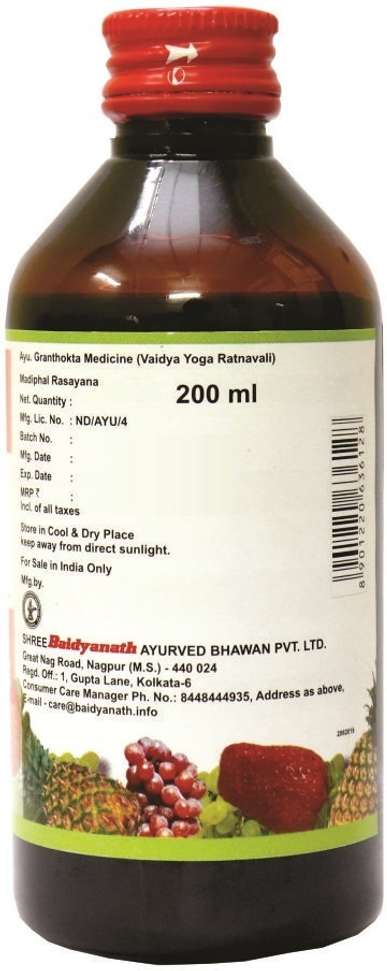 Ayu. Granthokta Medicine (Vaidya Yoga Ratnavali)
Madiphal Rasayana
Net. Quantity : 200 ml
Mfg. Lic. No. : ND/AYU/4
Batch No. :
Mfg. Date :
Exp. Date :
MRP ₹ :
Incl. of all taxes
Store in Cool & Dry Place
keep away from direct sunlight.
For Sale in India Only
Mfg.by.
SHREE Baidyanath AYURVED BHAWAN PVT. LTD.
Great Nag Road, Nagpur (M.S.) - 440 024
Regd. Off.: 1, Gupta Lane, Kolkata-6
Consumer Care Manager Ph. No.: 8448444935, Address as above,
E-mail - care@baidyanath.info
8901220636128